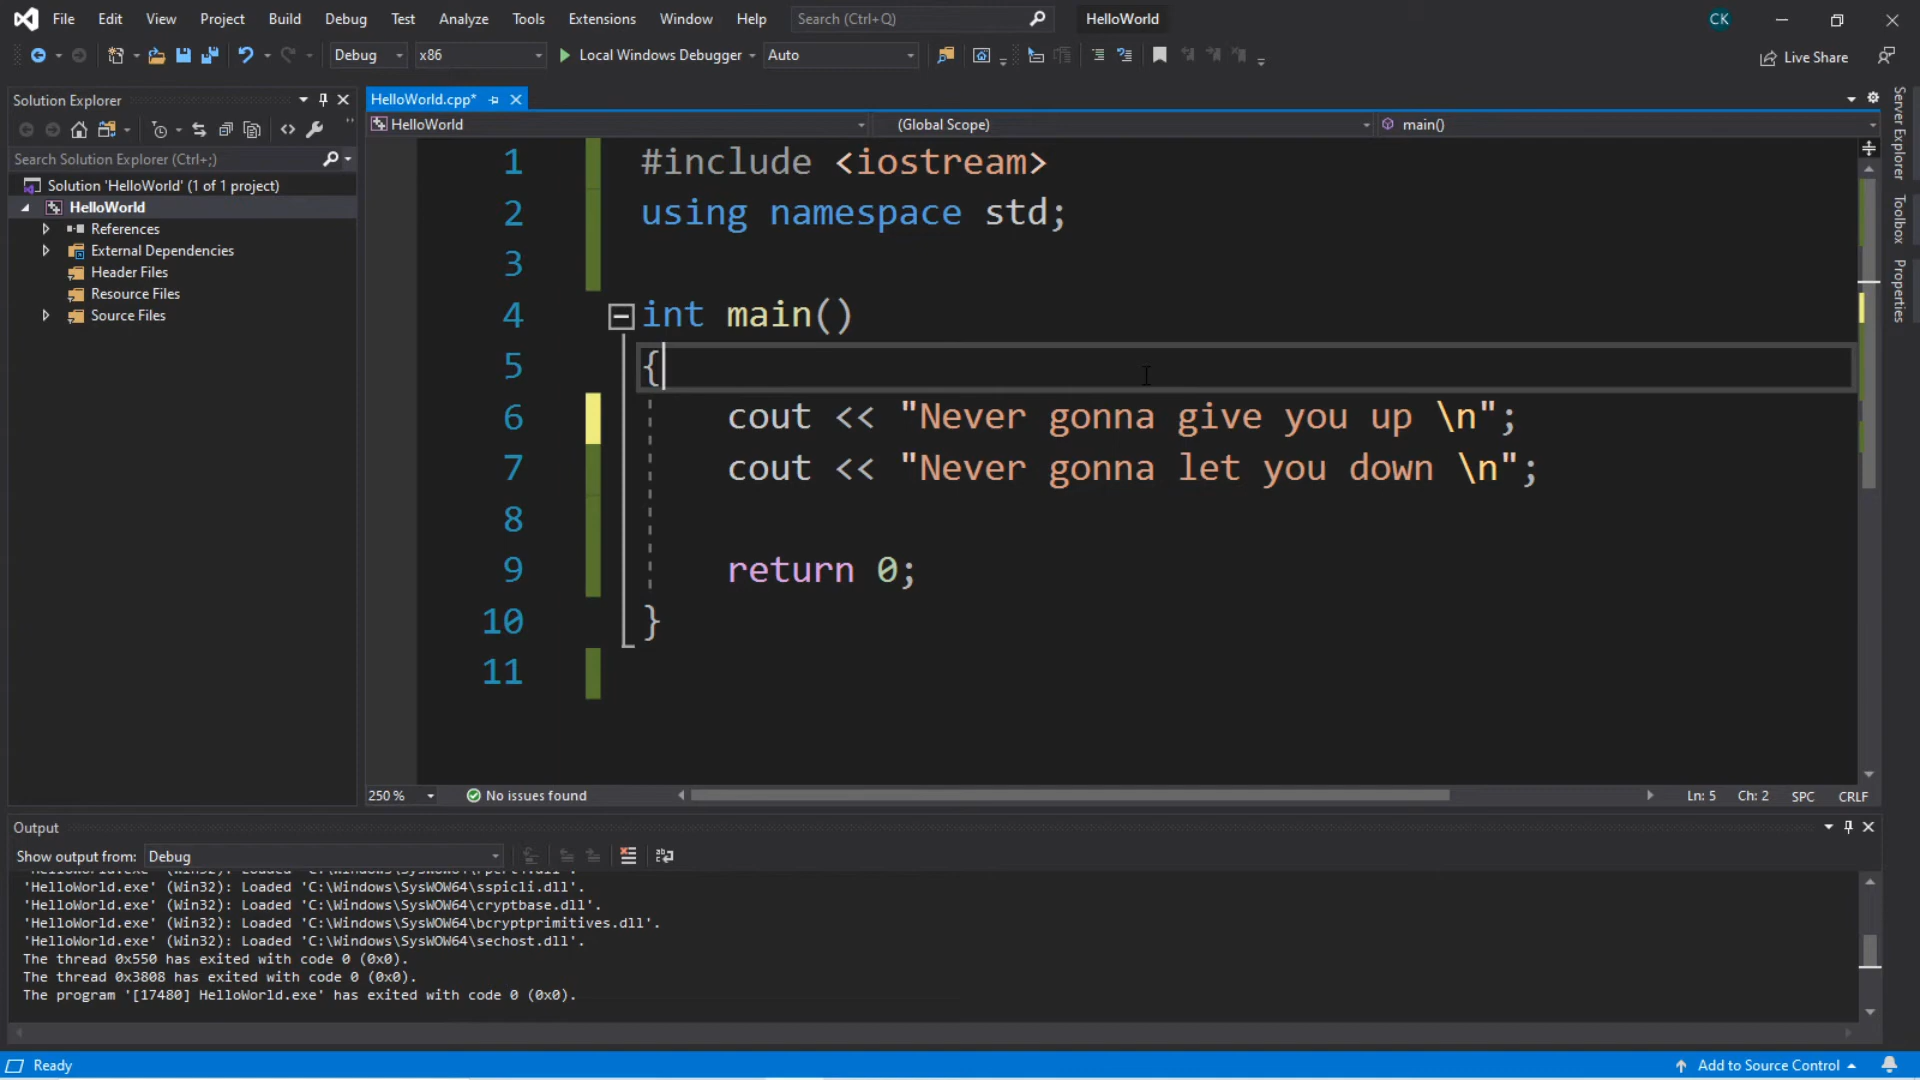 File Edit View Project Build Debug Test Analyze Tools Extensions Window Help Search (Ctrl+Q) HelloWorld CK
Debug x86 Local Windows Debugger Auto Live Share
Solution Explorer
Search Solution Explorer (Ctrl+;)
Solution 'HelloWorld' (1 of 1 project)
HelloWorld
References
External Dependencies
Header Files
Resource Files
Source Files
HelloWorld.cpp*
HelloWorld (Global Scope) main()
1 #include <iostream>
2 using namespace std;
3
4 int main()
5 {
6 cout << "Never gonna give you up \n";
7 cout << "Never gonna let you down \n";
8
9 return 0;
10 }
11
250 % No issues found Ln: 5 Ch: 2 SPC CRLF
Server Explorer
Toolbox
Properties
Output
Show output from: Debug
'HelloWorld.exe' (Win32): Loaded 'C:\Windows\SysWOW64\sspicli.dll'.
'HelloWorld.exe' (Win32): Loaded 'C:\Windows\SysWOW64\cryptbase.dll'.
'HelloWorld.exe' (Win32): Loaded 'C:\Windows\SysWOW64\bcryptprimitives.dll'.
'HelloWorld.exe' (Win32): Loaded 'C:\Windows\SysWOW64\sechost.dll'.
The thread 0x550 has exited with code 0 (0x0).
The thread 0x3808 has exited with code 0 (0x0).
The program '[17480] HelloWorld.exe' has exited with code 0 (0x0).
Ready Add to Source Control